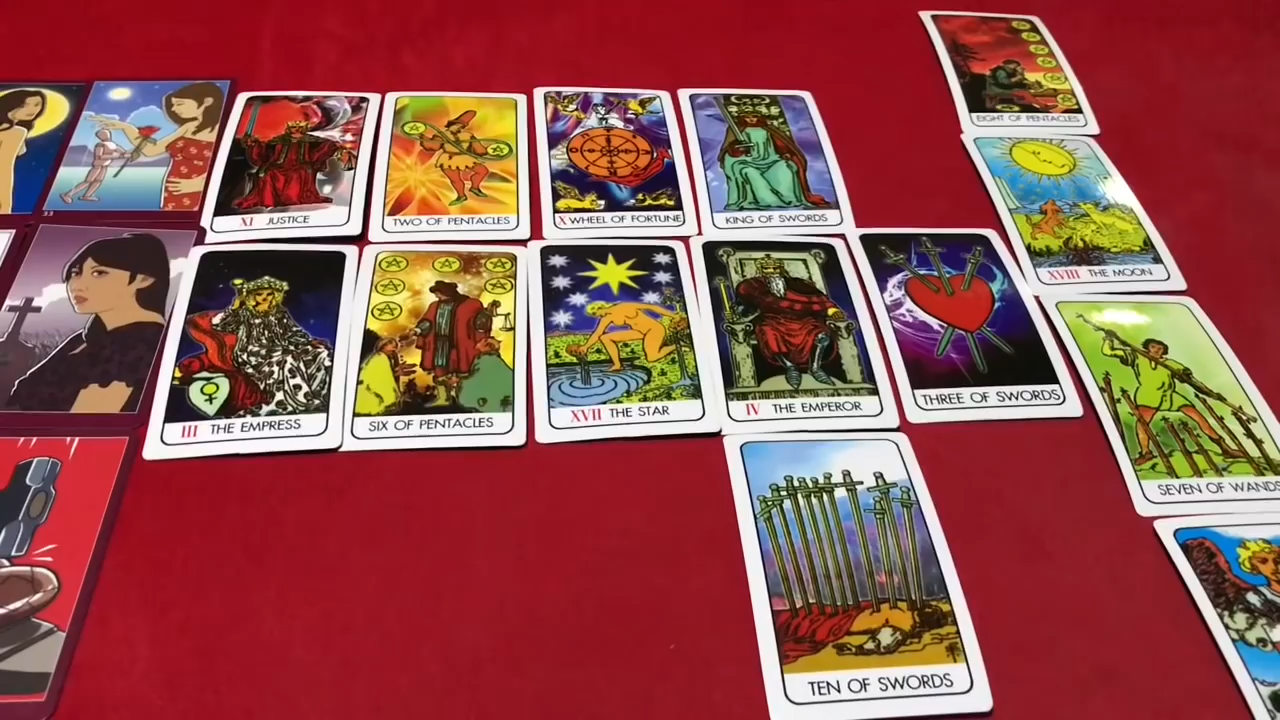 EIGHT OF PENTACLES
XVIII THE MOON
33
XI JUSTICE
TWO OF PENTACLES
X WHEEL OF FORTUNE
KING OF SWORDS
III THE EMPRESS
SIX OF PENTACLES
XVII THE STAR
IV THE EMPEROR
THREE OF SWORDS
SEVEN OF WANDS
TEN OF SWORDS